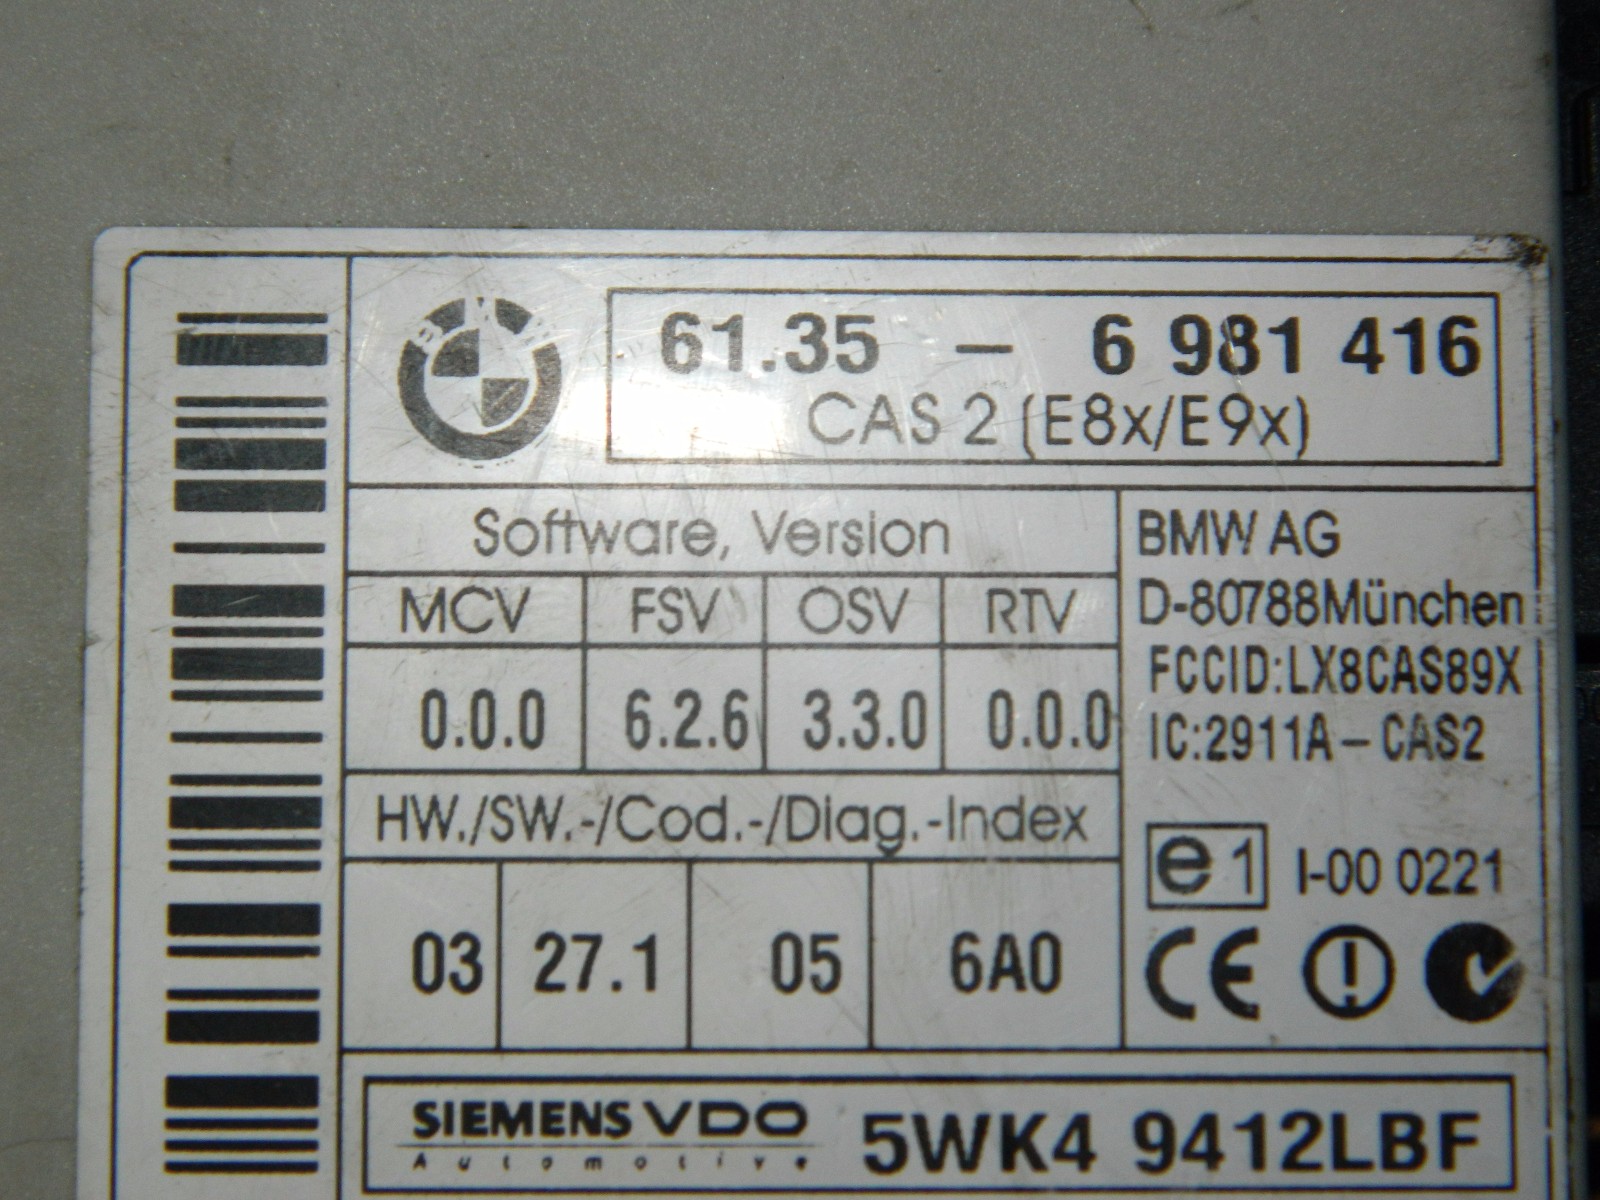 61.35 – 6 981 416
CAS 2 (E8x/E9x)
Software, Version
MCV FSV OSV RTV
0.0.0 6.2.6 3.3.0 0.0.0
HW./SW.-/Cod.-/Diag.-Index
03 27.1 05 6A0
BMW AG
D-80788München
FCCID:LX8CAS89X
IC:2911A – CAS2
e1 I-00 0221
CE
SIEMENS VDO
Automotive
5WK4 9412LBF